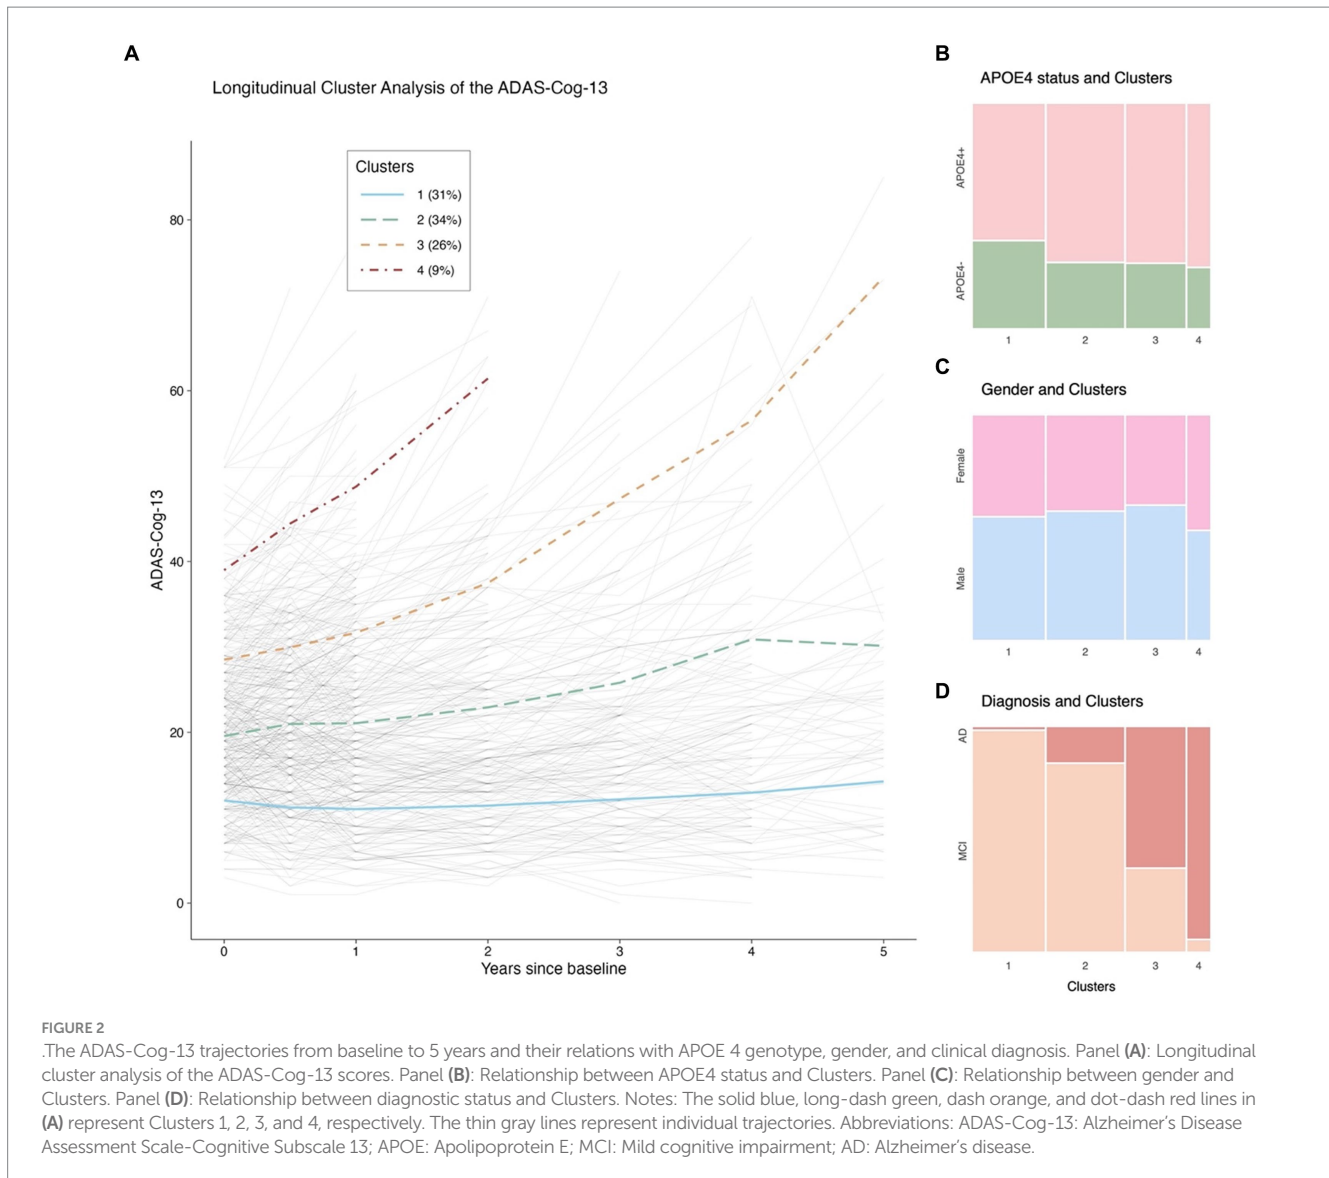 A
Longitudinual Cluster Analysis of the ADAS-Cog-13
Clusters
1 (31%)
2 (34%)
3 (26%)
4 (9%)
ADAS-Cog-13
80
60
40
20
0
0 1 2 3 4 5
Years since baseline
B
APOE4 status and Clusters
APOE4+
APOE4-
1 2 3 4
C
Gender and Clusters
Female
Male
1 2 3 4
D
Diagnosis and Clusters
AD
MCI
1 2 3 4
Clusters
FIGURE 2
.The ADAS-Cog-13 trajectories from baseline to 5 years and their relations with APOE 4 genotype, gender, and clinical diagnosis. Panel (A): Longitudinal
cluster analysis of the ADAS-Cog-13 scores. Panel (B): Relationship between APOE4 status and Clusters. Panel (C): Relationship between gender and
Clusters. Panel (D): Relationship between diagnostic status and Clusters. Notes: The solid blue, long-dash green, dash orange, and dot-dash red lines in
(A) represent Clusters 1, 2, 3, and 4, respectively. The thin gray lines represent individual trajectories. Abbreviations: ADAS-Cog-13: Alzheimer's Disease
Assessment Scale-Cognitive Subscale 13; APOE: Apolipoprotein E; MCI: Mild cognitive impairment; AD: Alzheimer's disease.